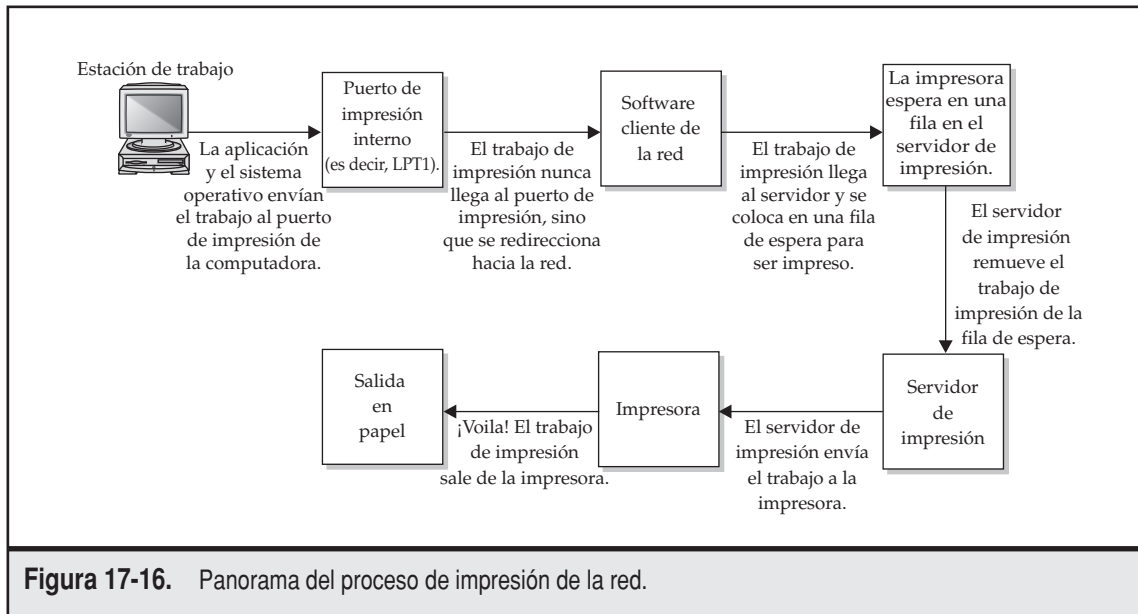 Estación de trabajo
La aplicación
y el sistema
operativo envían
el trabajo al puerto
de impresión de
la computadora.
Puerto de
impresión
interno
(es decir, LPT1).
El trabajo de
impresión nunca
llega al puerto de
impresión, sino
que se redirecciona
hacia la red.
Software
cliente de
la red
El trabajo de
impresión llega
al servidor y se
coloca en una fila
de espera para
ser impreso.
La impresora
espera en una
fila en el
servidor de
impresión.
El servidor
de impresión
remueve el
trabajo de
impresión de la
fila de espera.
Servidor
de
impresión
El servidor de
impresión envía
el trabajo a la
impresora.
Impresora
¡Voila! El trabajo
de impresión
sale de la impresora.
Salida
en
papel
Figura 17-16. Panorama del proceso de impresión de la red.